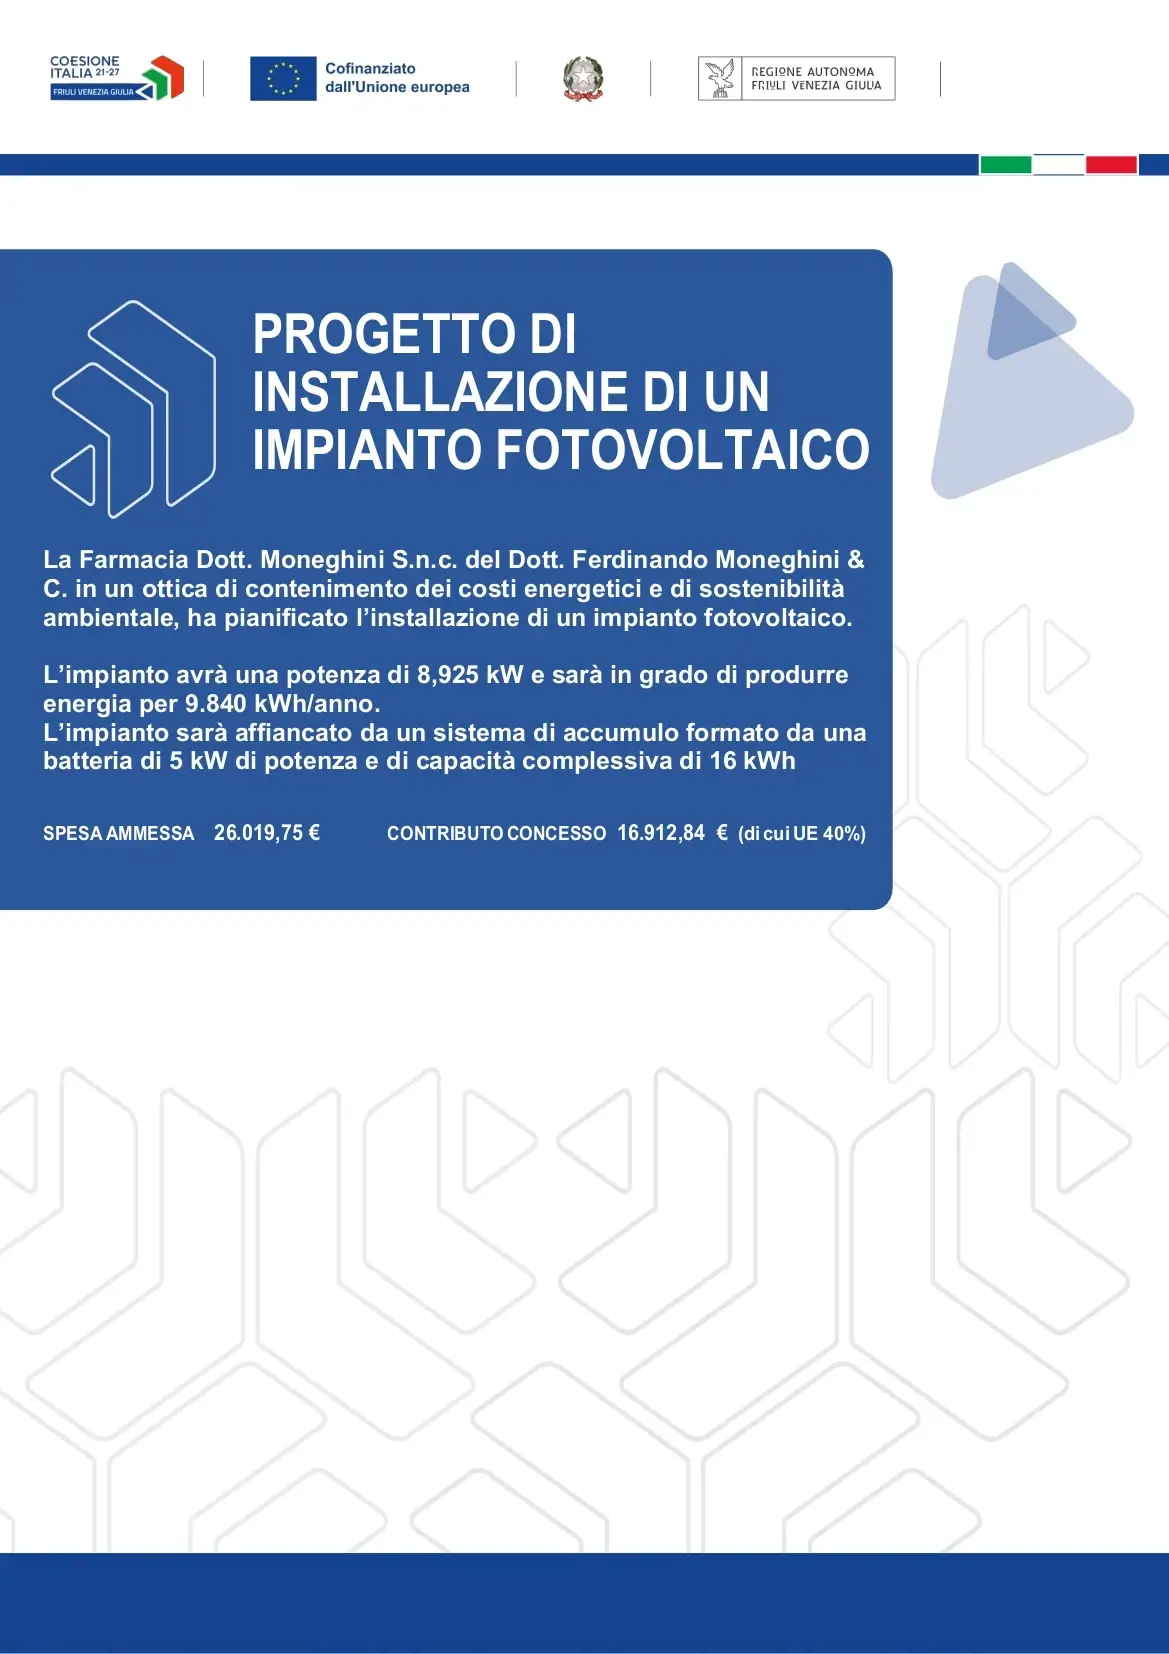 COESIONE
ITALIA 21-27
FRIULI VENEZIA GIULIA
Cofinanziato
dall'Unione europea
REGIONE AUTONOMA
FRIULI VENEZIA GIULIA
PROGETTO DI
INSTALLAZIONE DI UN
IMPIANTO FOTOVOLTAICO
La Farmacia Dott. Moneghini S.n.c. del Dott. Ferdinando Moneghini &
C. in un ottica di contenimento dei costi energetici e di sostenibilità
ambientale, ha pianificato l’installazione di un impianto fotovoltaico.
L’impianto avrà una potenza di 8,925 kW e sarà in grado di produrre
energia per 9.840 kWh/anno.
L’impianto sarà affiancato da un sistema di accumulo formato da una
batteria di 5 kW di potenza e di capacità complessiva di 16 kWh
SPESA AMMESSA 26.019,75 € CONTRIBUTO CONCESSO 16.912,84 € (di cui UE 40%)